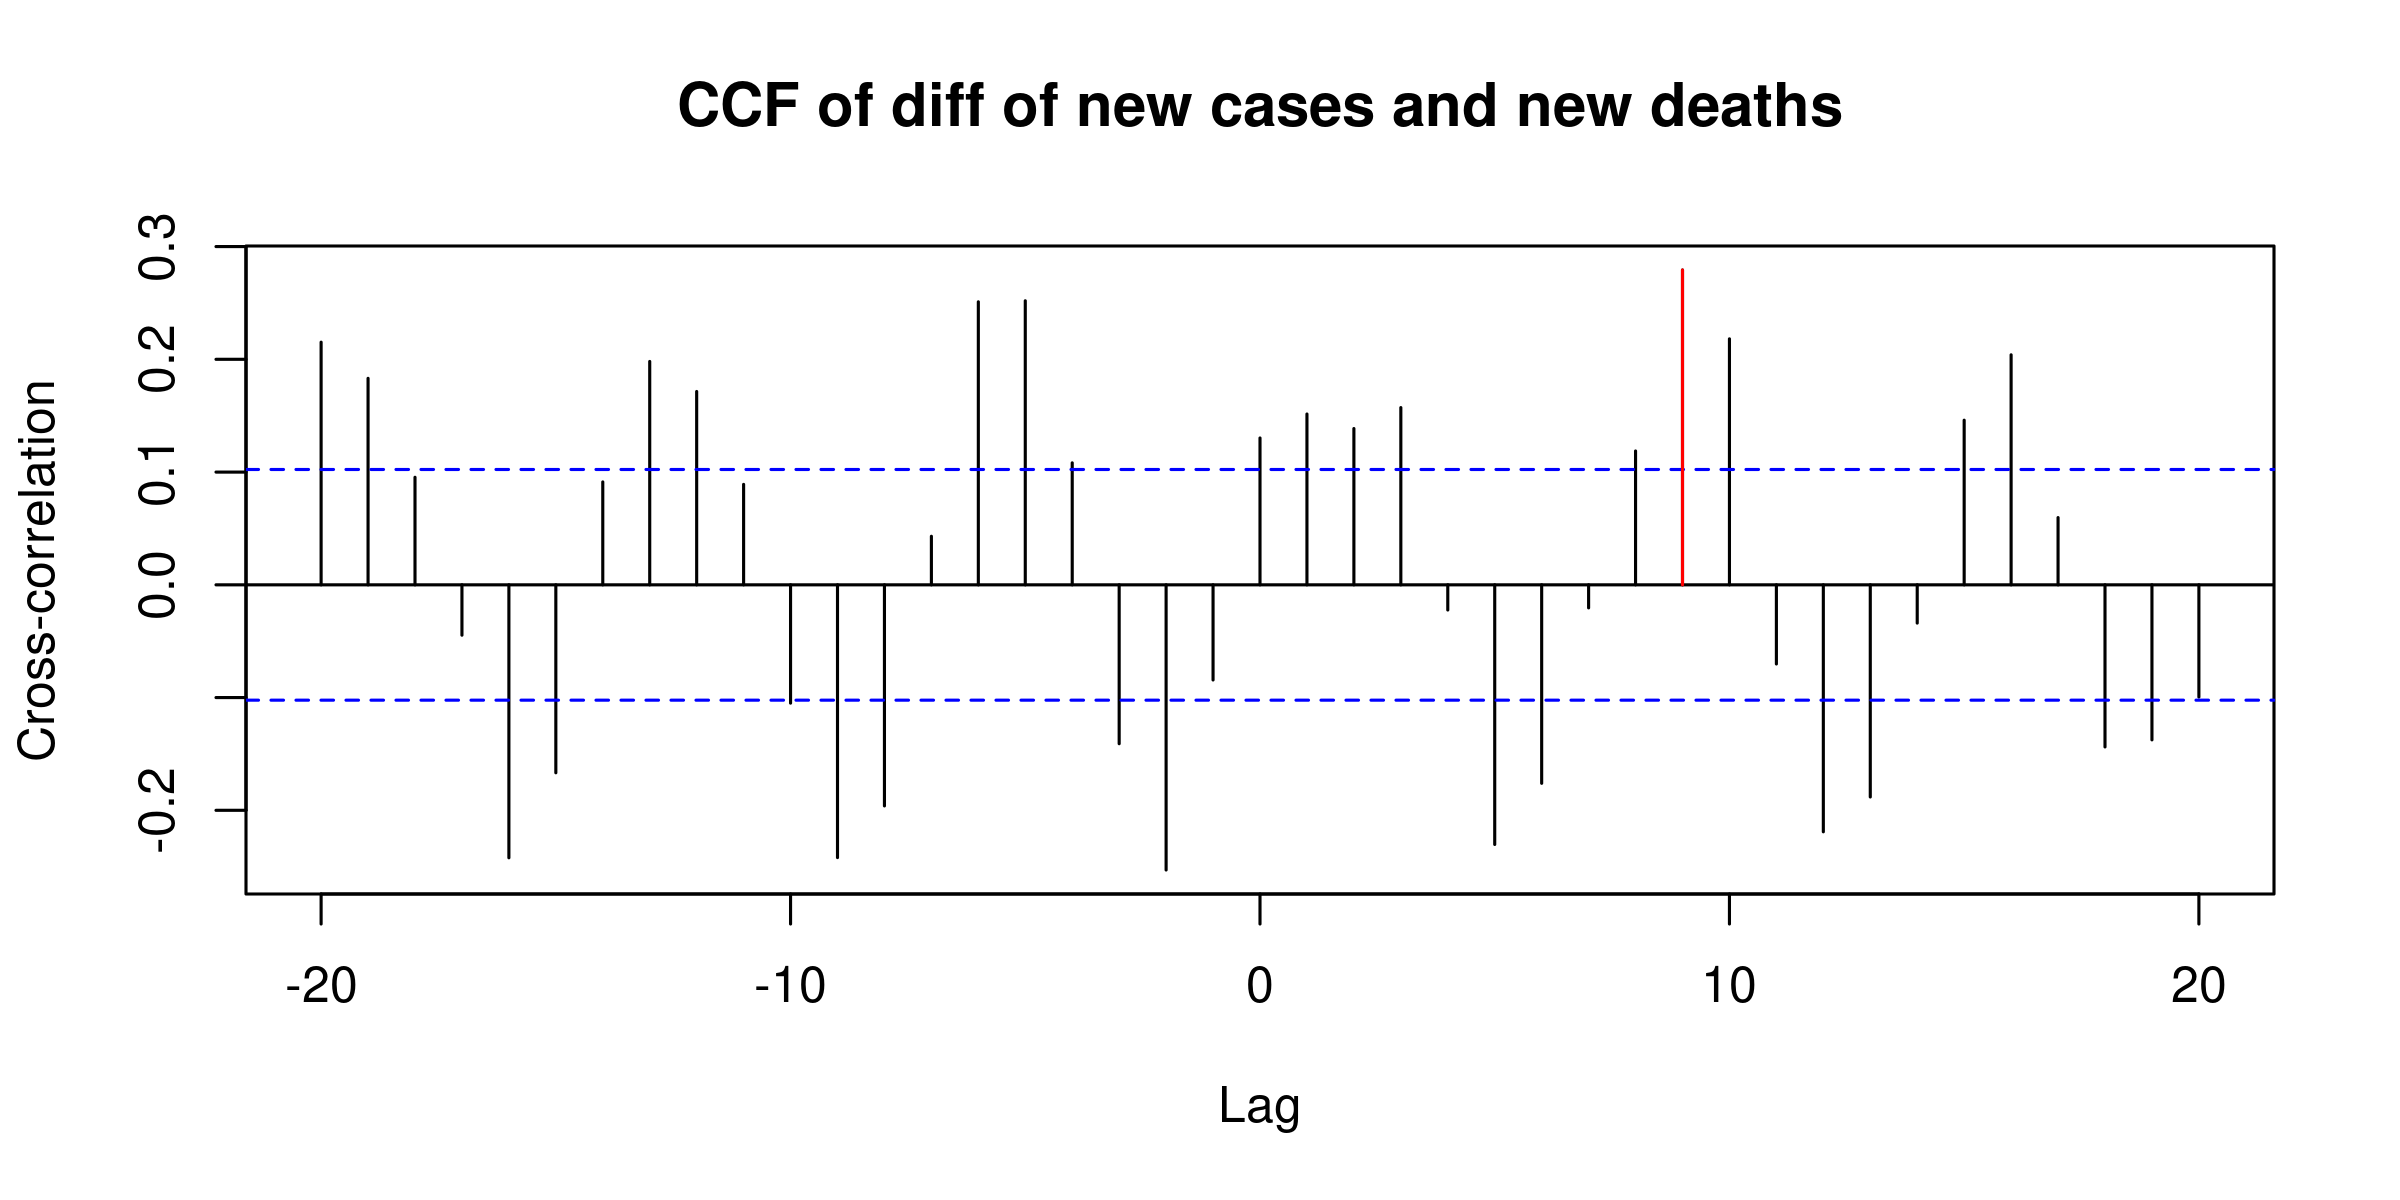 CCF of diff of new cases and new deaths
Cross-correlation
0.3
0.2
0.1
0.0
-0.2
-20 -10 0 10 20
Lag